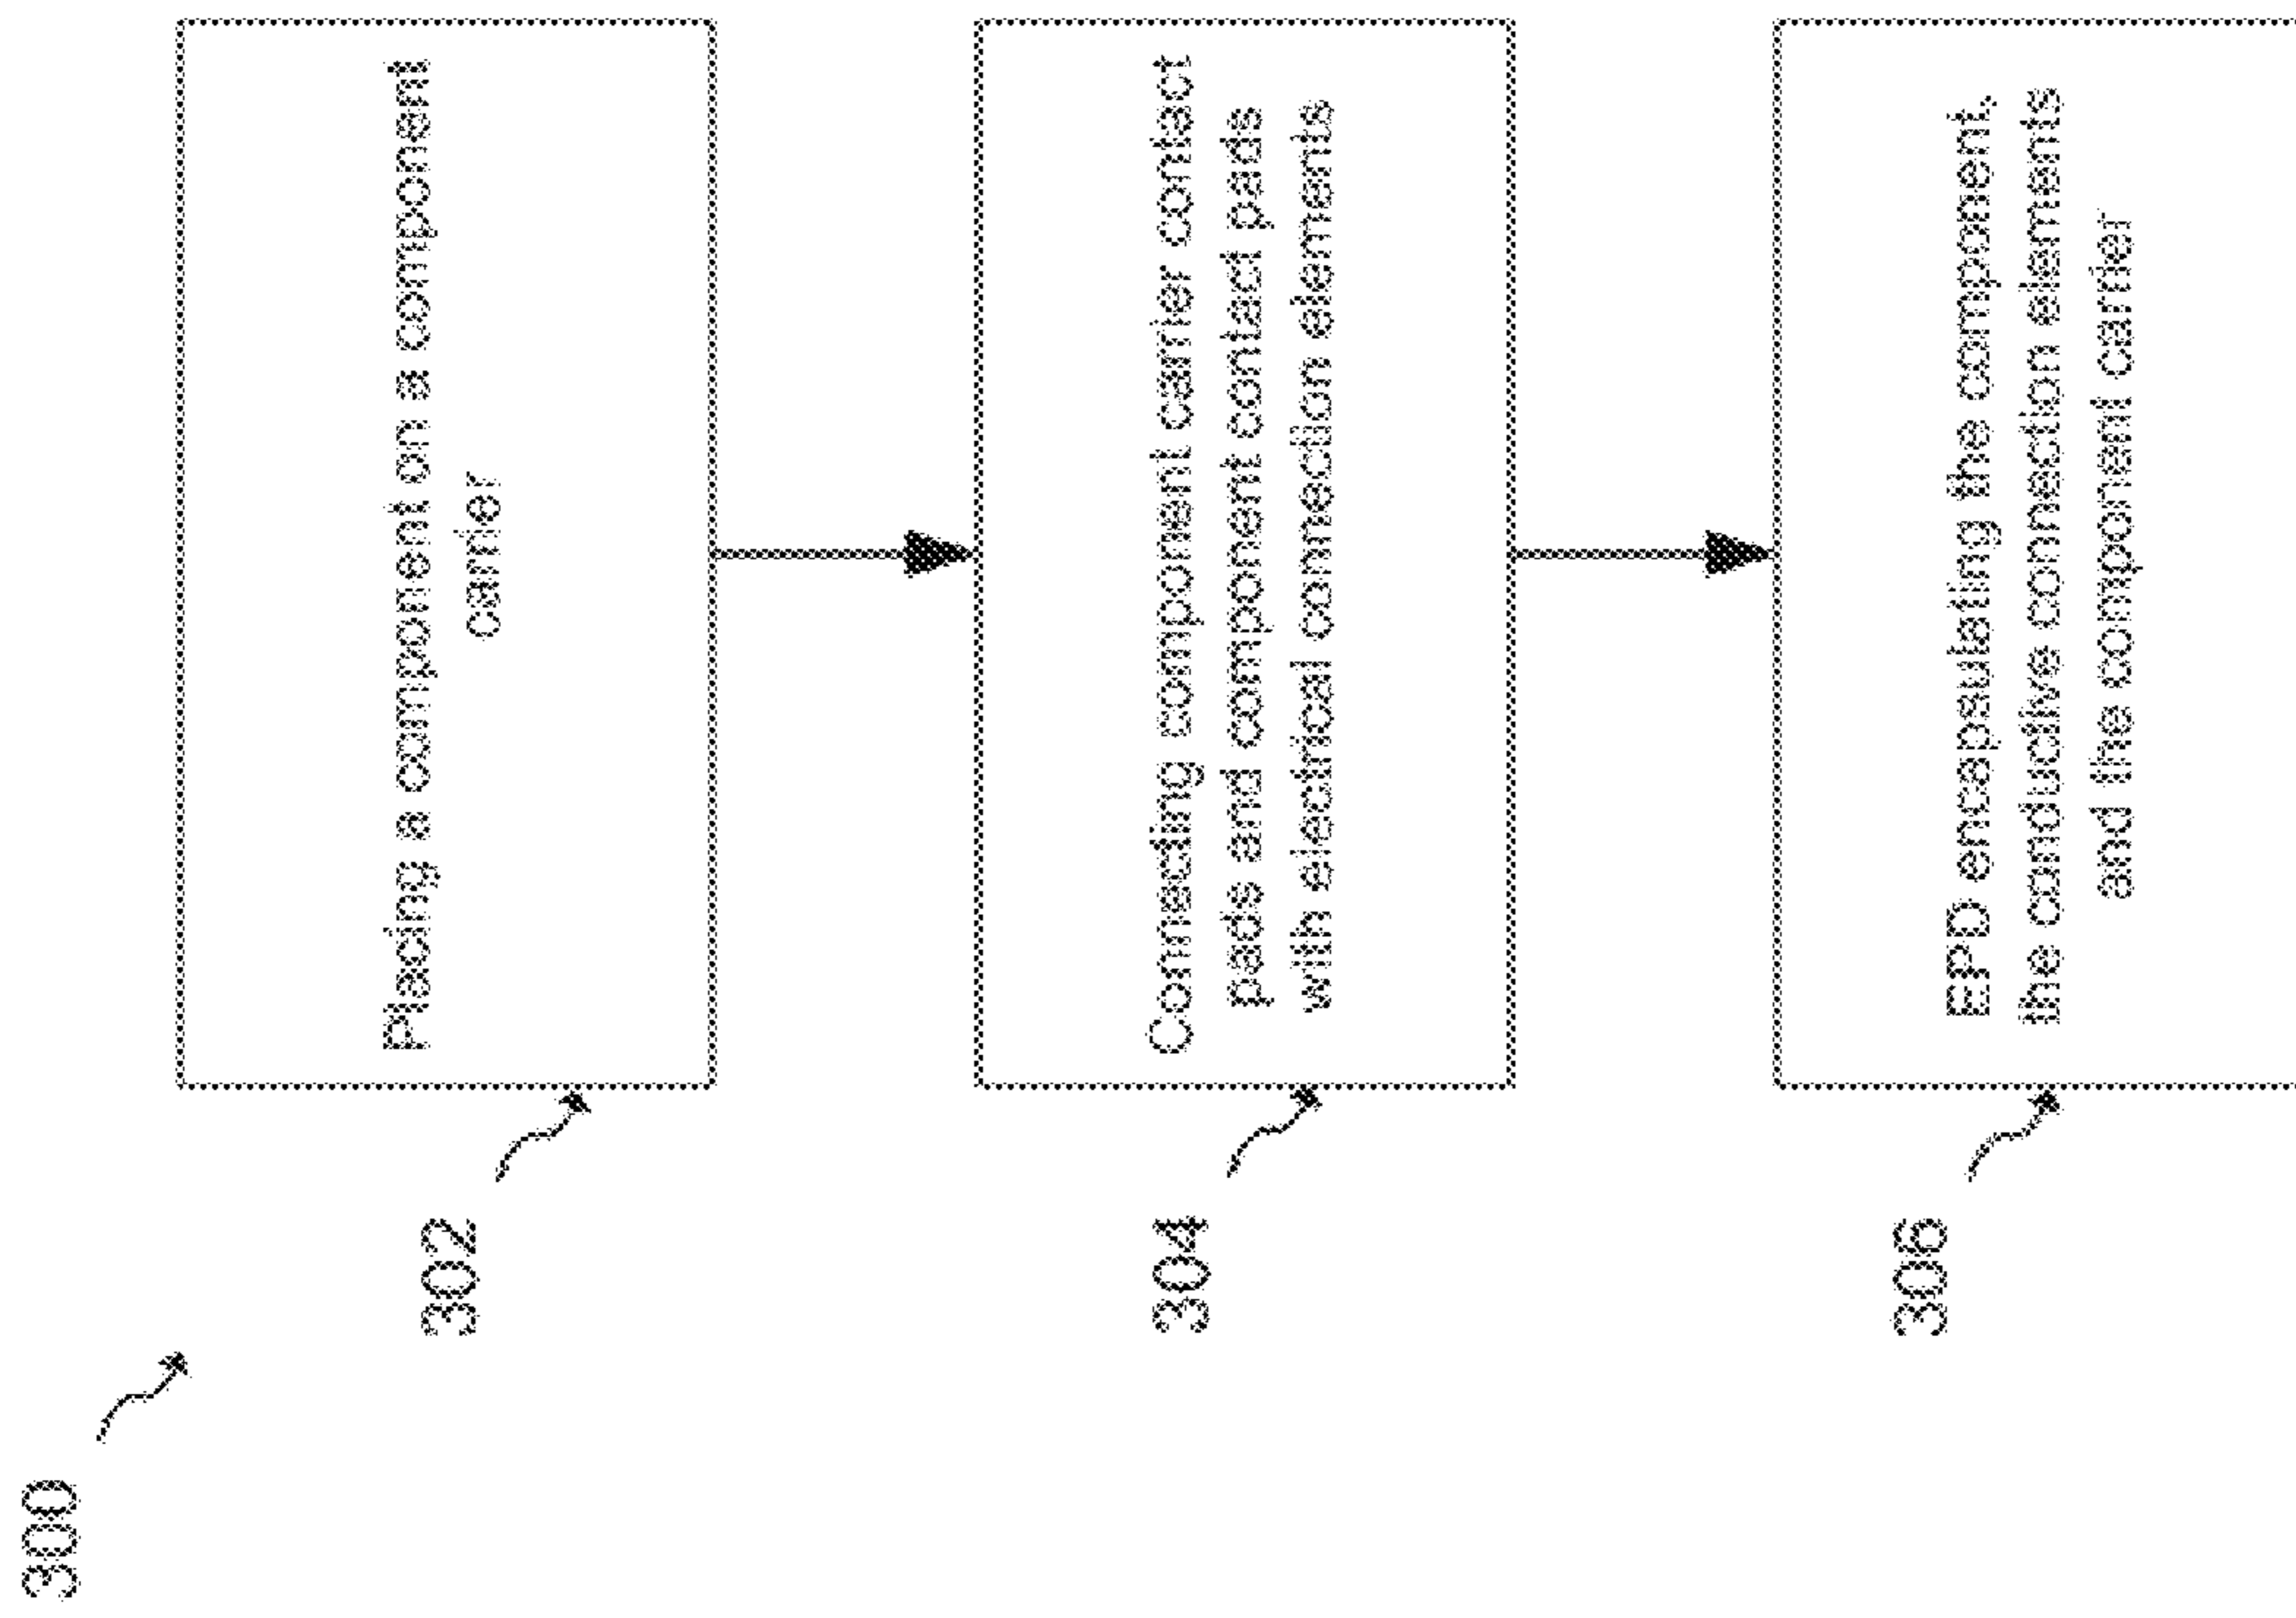 300
302
Placing a component on a component
carrier
304
Connecting component carrier contact
pads and component contact pads
with electrical connection elements
306
EPD encapsulating the component,
the conductive connection elements
and the component carrier